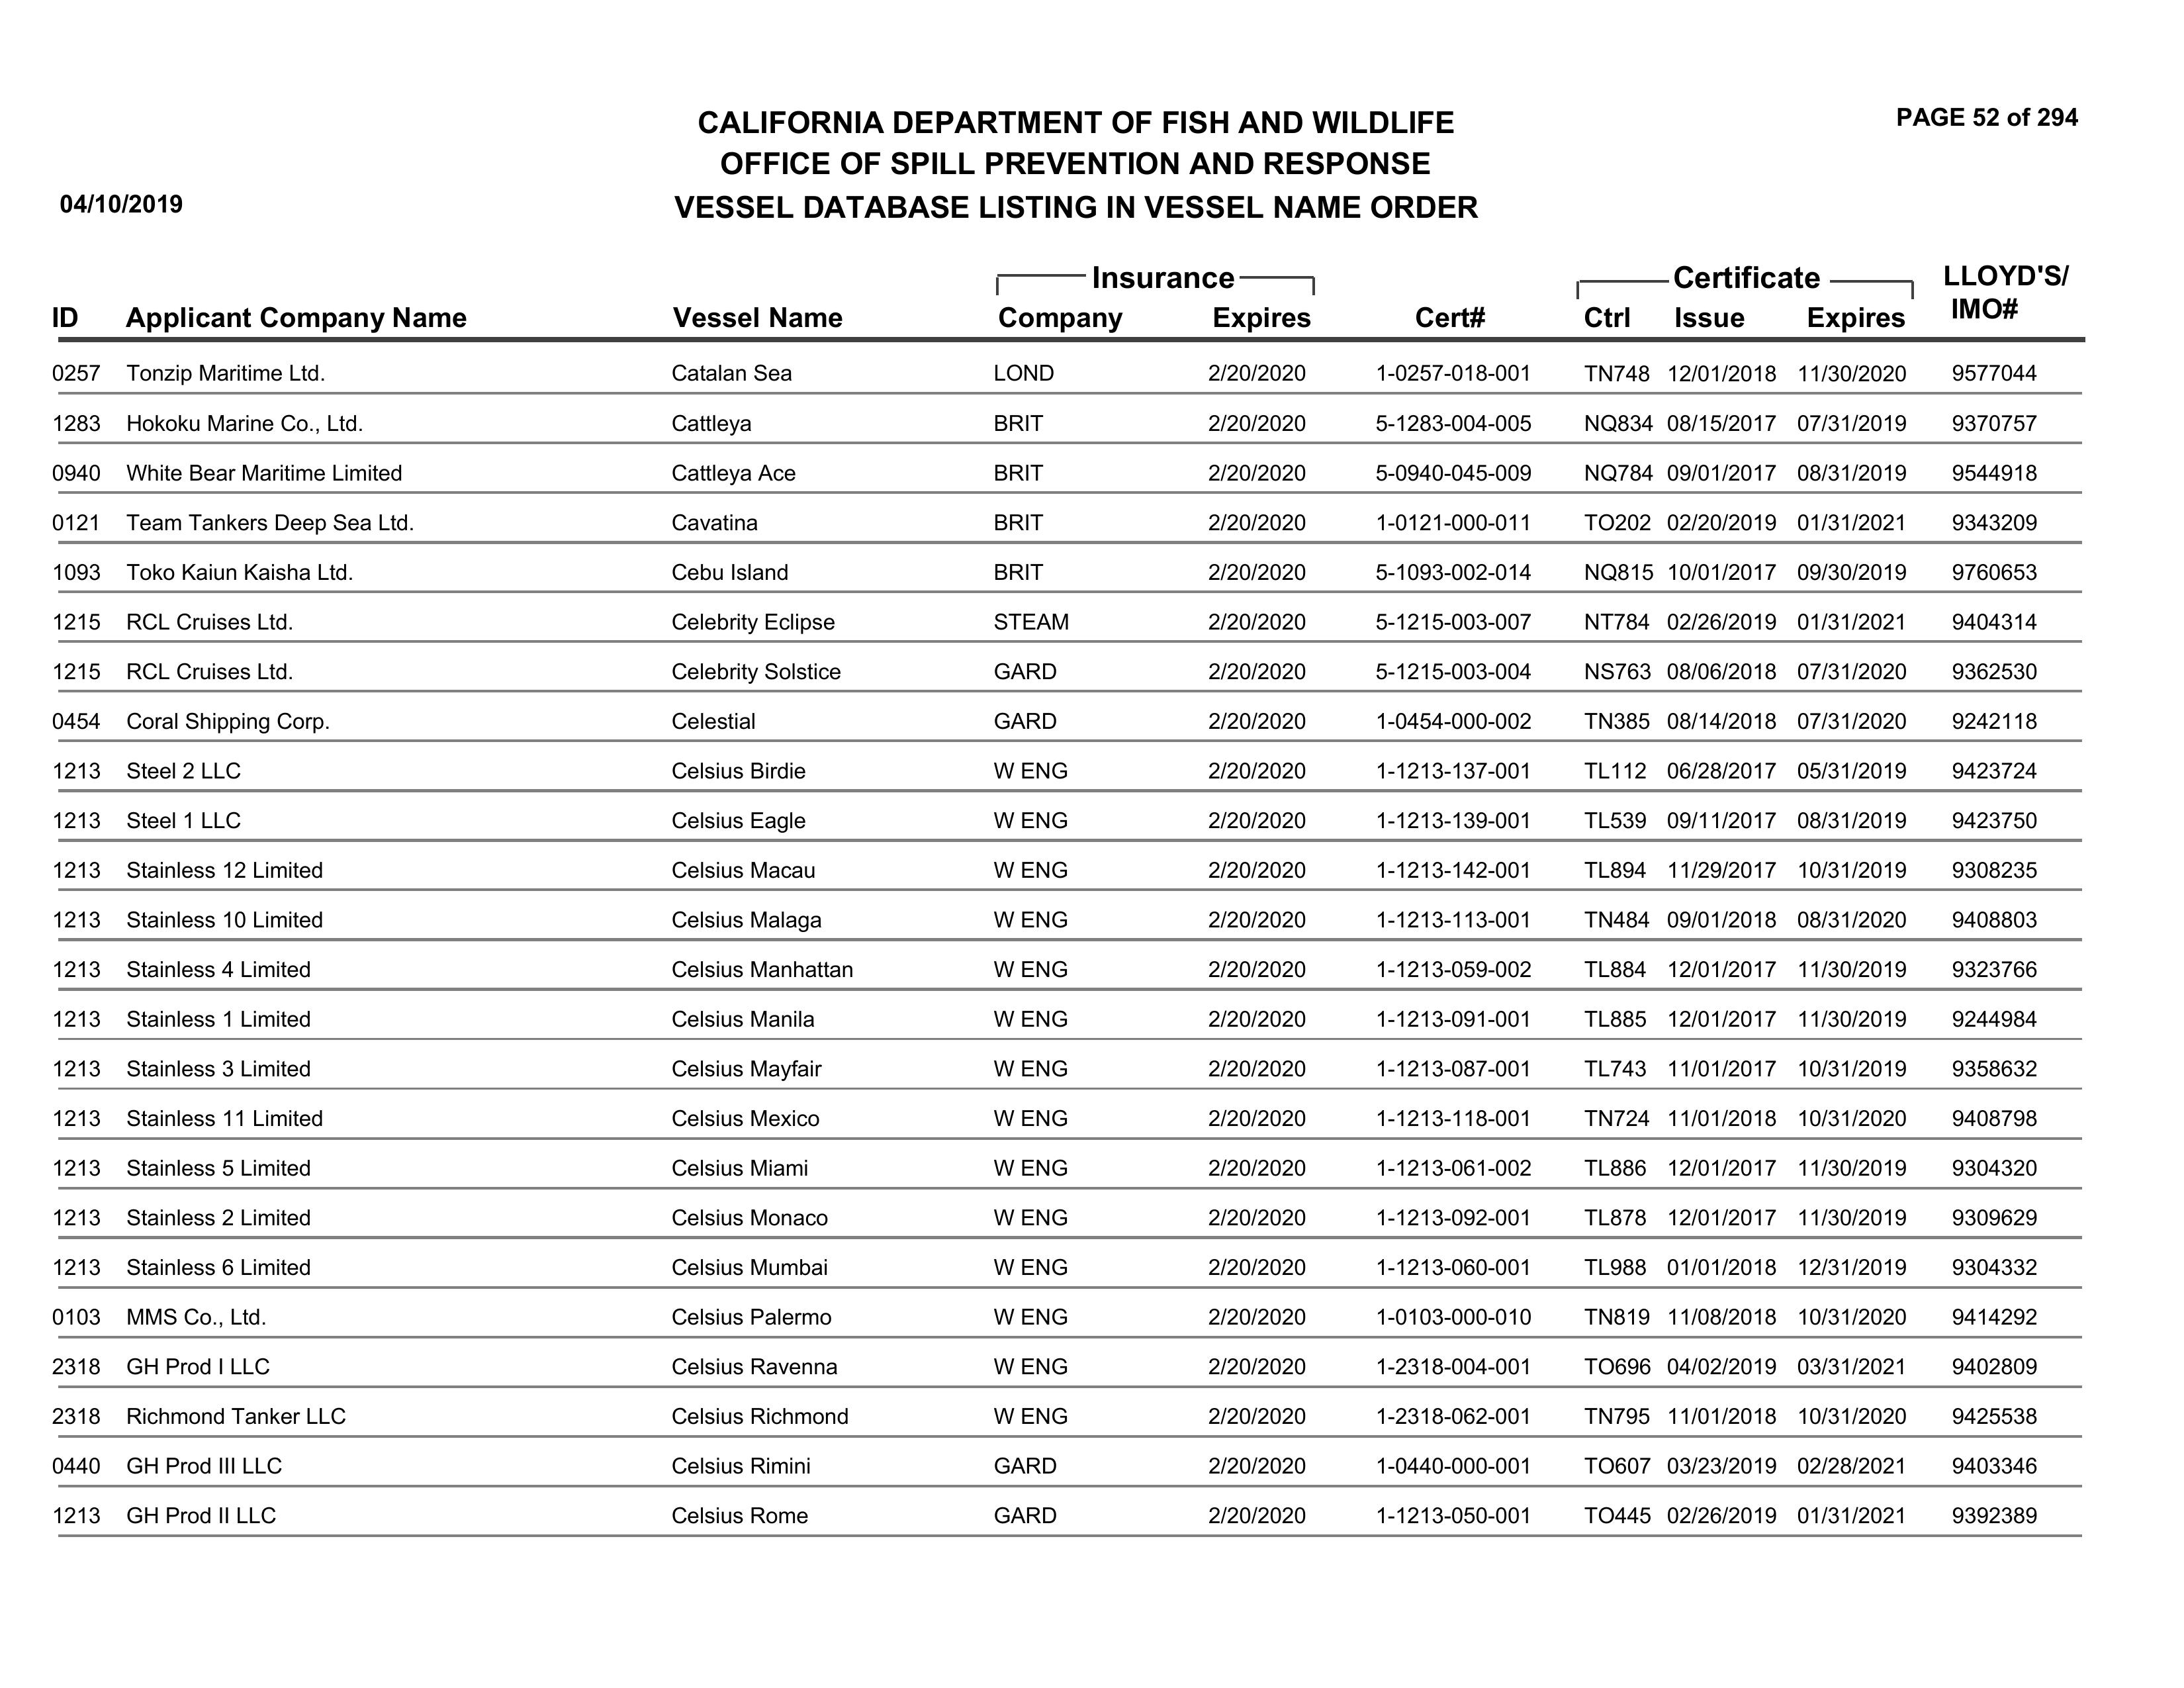 PAGE 52 of 294
CALIFORNIA DEPARTMENT OF FISH AND WILDLIFE
OFFICE OF SPILL PREVENTION AND RESPONSE
04/10/2019 VESSEL DATABASE LISTING IN VESSEL NAME ORDER
Insurance Certificate LLOYD'S/
ID Applicant Company Name Vessel Name Company Expires Cert# Ctrl Issue Expires IMO#
0257 Tonzip Maritime Ltd. Catalan Sea LOND 2/20/2020 1-0257-018-001 TN748 12/01/2018 11/30/2020 9577044
1283 Hokoku Marine Co., Ltd. Cattleya BRIT 2/20/2020 5-1283-004-005 NQ834 08/15/2017 07/31/2019 9370757
0940 White Bear Maritime Limited Cattleya Ace BRIT 2/20/2020 5-0940-045-009 NQ784 09/01/2017 08/31/2019 9544918
0121 Team Tankers Deep Sea Ltd. Cavatina BRIT 2/20/2020 1-0121-000-011 TO202 02/20/2019 01/31/2021 9343209
1093 Toko Kaiun Kaisha Ltd. Cebu Island BRIT 2/20/2020 5-1093-002-014 NQ815 10/01/2017 09/30/2019 9760653
1215 RCL Cruises Ltd. Celebrity Eclipse STEAM 2/20/2020 5-1215-003-007 NT784 02/26/2019 01/31/2021 9404314
1215 RCL Cruises Ltd. Celebrity Solstice GARD 2/20/2020 5-1215-003-004 NS763 08/06/2018 07/31/2020 9362530
0454 Coral Shipping Corp. Celestial GARD 2/20/2020 1-0454-000-002 TN385 08/14/2018 07/31/2020 9242118
1213 Steel 2 LLC Celsius Birdie W ENG 2/20/2020 1-1213-137-001 TL112 06/28/2017 05/31/2019 9423724
1213 Steel 1 LLC Celsius Eagle W ENG 2/20/2020 1-1213-139-001 TL539 09/11/2017 08/31/2019 9423750
1213 Stainless 12 Limited Celsius Macau W ENG 2/20/2020 1-1213-142-001 TL894 11/29/2017 10/31/2019 9308235
1213 Stainless 10 Limited Celsius Malaga W ENG 2/20/2020 1-1213-113-001 TN484 09/01/2018 08/31/2020 9408803
1213 Stainless 4 Limited Celsius Manhattan W ENG 2/20/2020 1-1213-059-002 TL884 12/01/2017 11/30/2019 9323766
1213 Stainless 1 Limited Celsius Manila W ENG 2/20/2020 1-1213-091-001 TL885 12/01/2017 11/30/2019 9244984
1213 Stainless 3 Limited Celsius Mayfair W ENG 2/20/2020 1-1213-087-001 TL743 11/01/2017 10/31/2019 9358632
1213 Stainless 11 Limited Celsius Mexico W ENG 2/20/2020 1-1213-118-001 TN724 11/01/2018 10/31/2020 9408798
1213 Stainless 5 Limited Celsius Miami W ENG 2/20/2020 1-1213-061-002 TL886 12/01/2017 11/30/2019 9304320
1213 Stainless 2 Limited Celsius Monaco W ENG 2/20/2020 1-1213-092-001 TL878 12/01/2017 11/30/2019 9309629
1213 Stainless 6 Limited Celsius Mumbai W ENG 2/20/2020 1-1213-060-001 TL988 01/01/2018 12/31/2019 9304332
0103 MMS Co., Ltd. Celsius Palermo W ENG 2/20/2020 1-0103-000-010 TN819 11/08/2018 10/31/2020 9414292
2318 GH Prod I LLC Celsius Ravenna W ENG 2/20/2020 1-2318-004-001 TO696 04/02/2019 03/31/2021 9402809
2318 Richmond Tanker LLC Celsius Richmond W ENG 2/20/2020 1-2318-062-001 TN795 11/01/2018 10/31/2020 9425538
0440 GH Prod III LLC Celsius Rimini GARD 2/20/2020 1-0440-000-001 TO607 03/23/2019 02/28/2021 9403346
1213 GH Prod II LLC Celsius Rome GARD 2/20/2020 1-1213-050-001 TO445 02/26/2019 01/31/2021 9392389